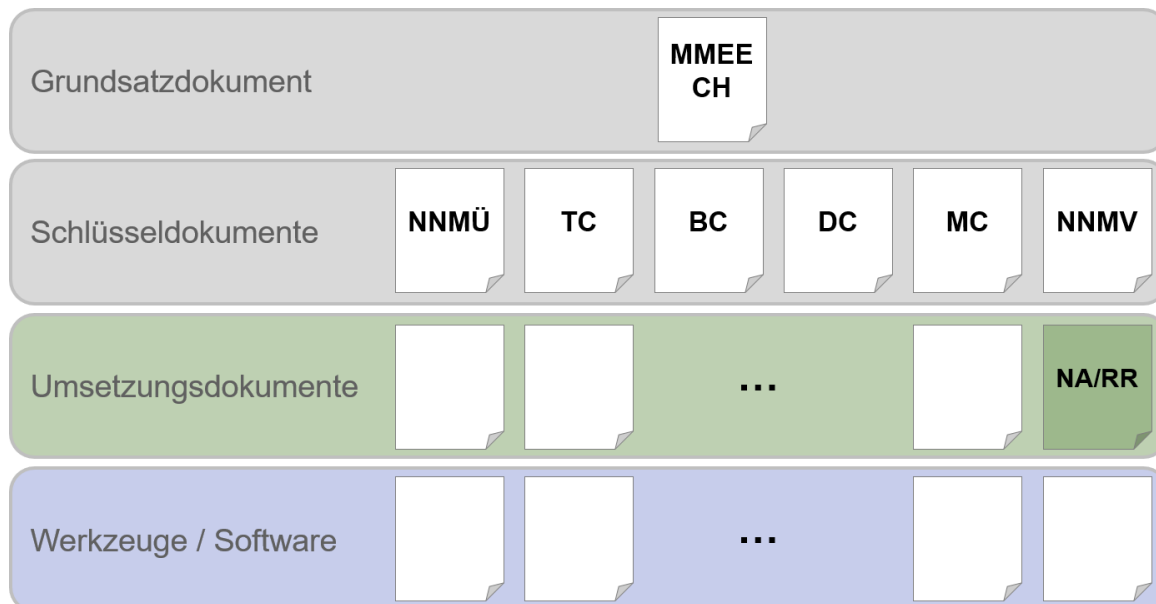 Grundsatzdokument
MMEE
CH
Schlüsseldokumente
NNMÜ
TC
BC
DC
MC
NNMV
Umsetzungsdokumente
...
NA/RR
Werkzeuge / Software
...